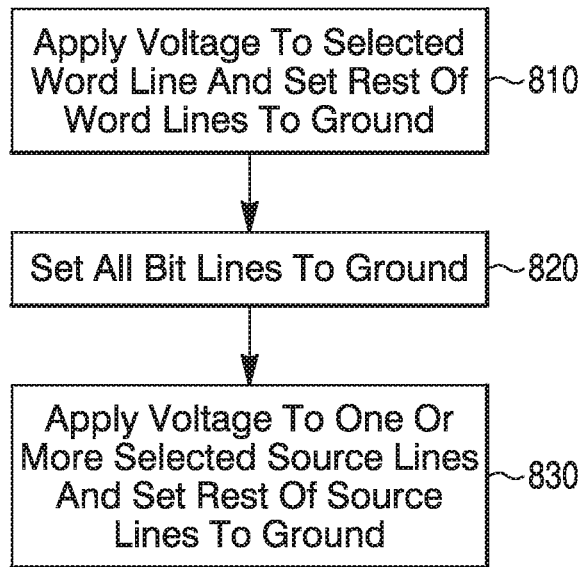 Apply Voltage To Selected
Word Line And Set Rest Of
Word Lines To Ground
810
Set All Bit Lines To Ground
820
Apply Voltage To One Or
More Selected Source Lines
And Set Rest Of Source
Lines To Ground
830